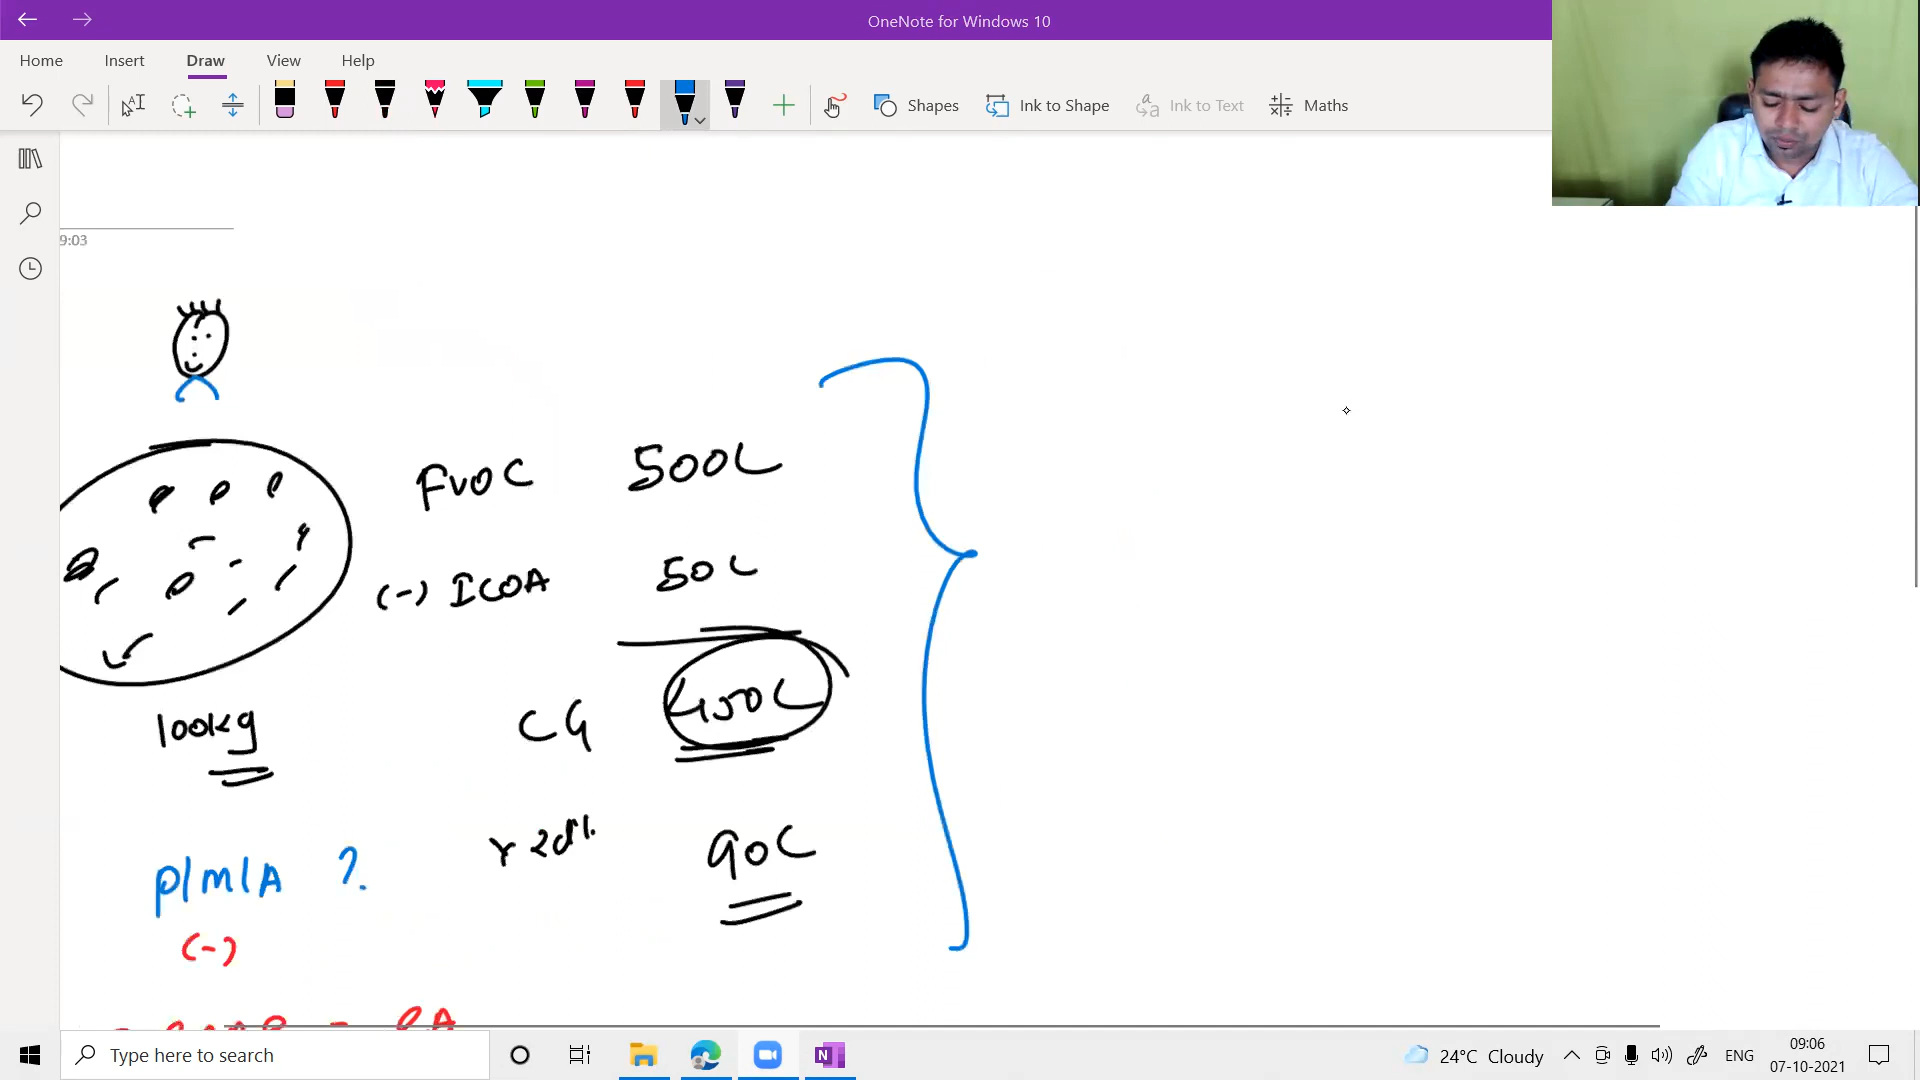 OneNote for Windows 10
Home Insert Draw View Help
Shapes Ink to Shape Ink to Text Maths
9:03
FVOC 500L
(-) ICOA 50L
CG 450L
100kg
x 20% 90L
P/M/A ?
(-)
Type here to search
24°C Cloudy
ENG
09:06
07-10-2021